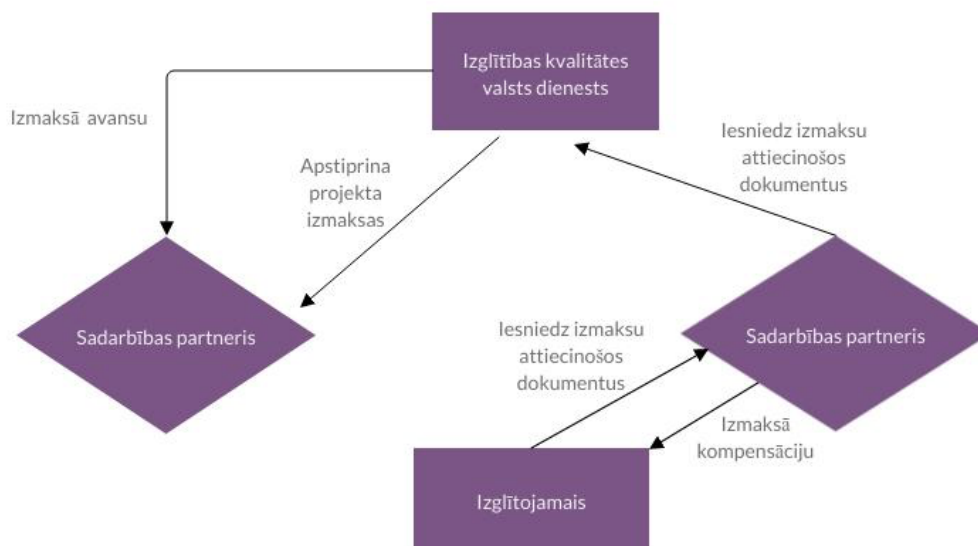 Izglītības kvalitātes
valsts dienests
Izmaksā avansu
Iesniedz izmaksu
attiecinošos
dokumentus
Apstiprina
projekta
izmaksas
Sadarbības partneris
Sadarbības partneris
Iesniedz izmaksu
attiecinošos
dokumentus
Izmaksā
kompensāciju
Izglītojamais